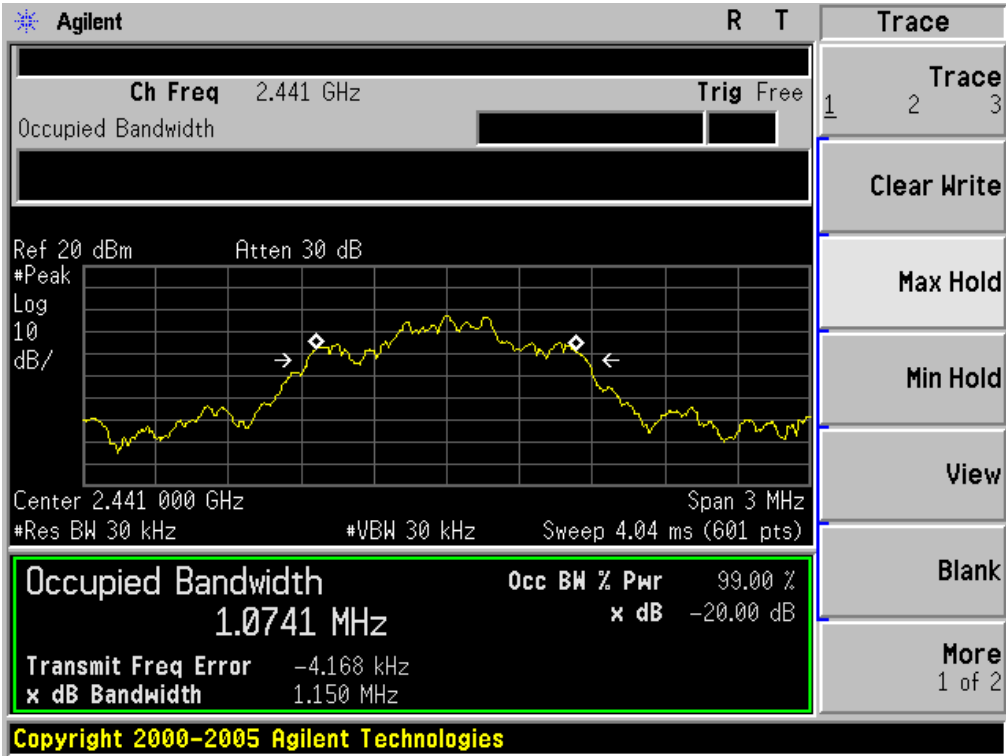 Agilent R T Trace
Ch Freq 2.441 GHz Trig Free
Occupied Bandwidth
Trace
1 2 3
Clear Write
Max Hold
Min Hold
View
Blank
More
1 of 2
Ref 20 dBm Atten 30 dB
#Peak
Log
10
dB/
Center 2.441 000 GHz Span 3 MHz
#Res BW 30 kHz #VBW 30 kHz Sweep 4.04 ms (601 pts)
Occupied Bandwidth
1.0741 MHz
Occ BW % Pwr 99.00 %
x dB -20.00 dB
Transmit Freq Error -4.168 kHz
x dB Bandwidth 1.150 MHz
Copyright 2000-2005 Agilent Technologies